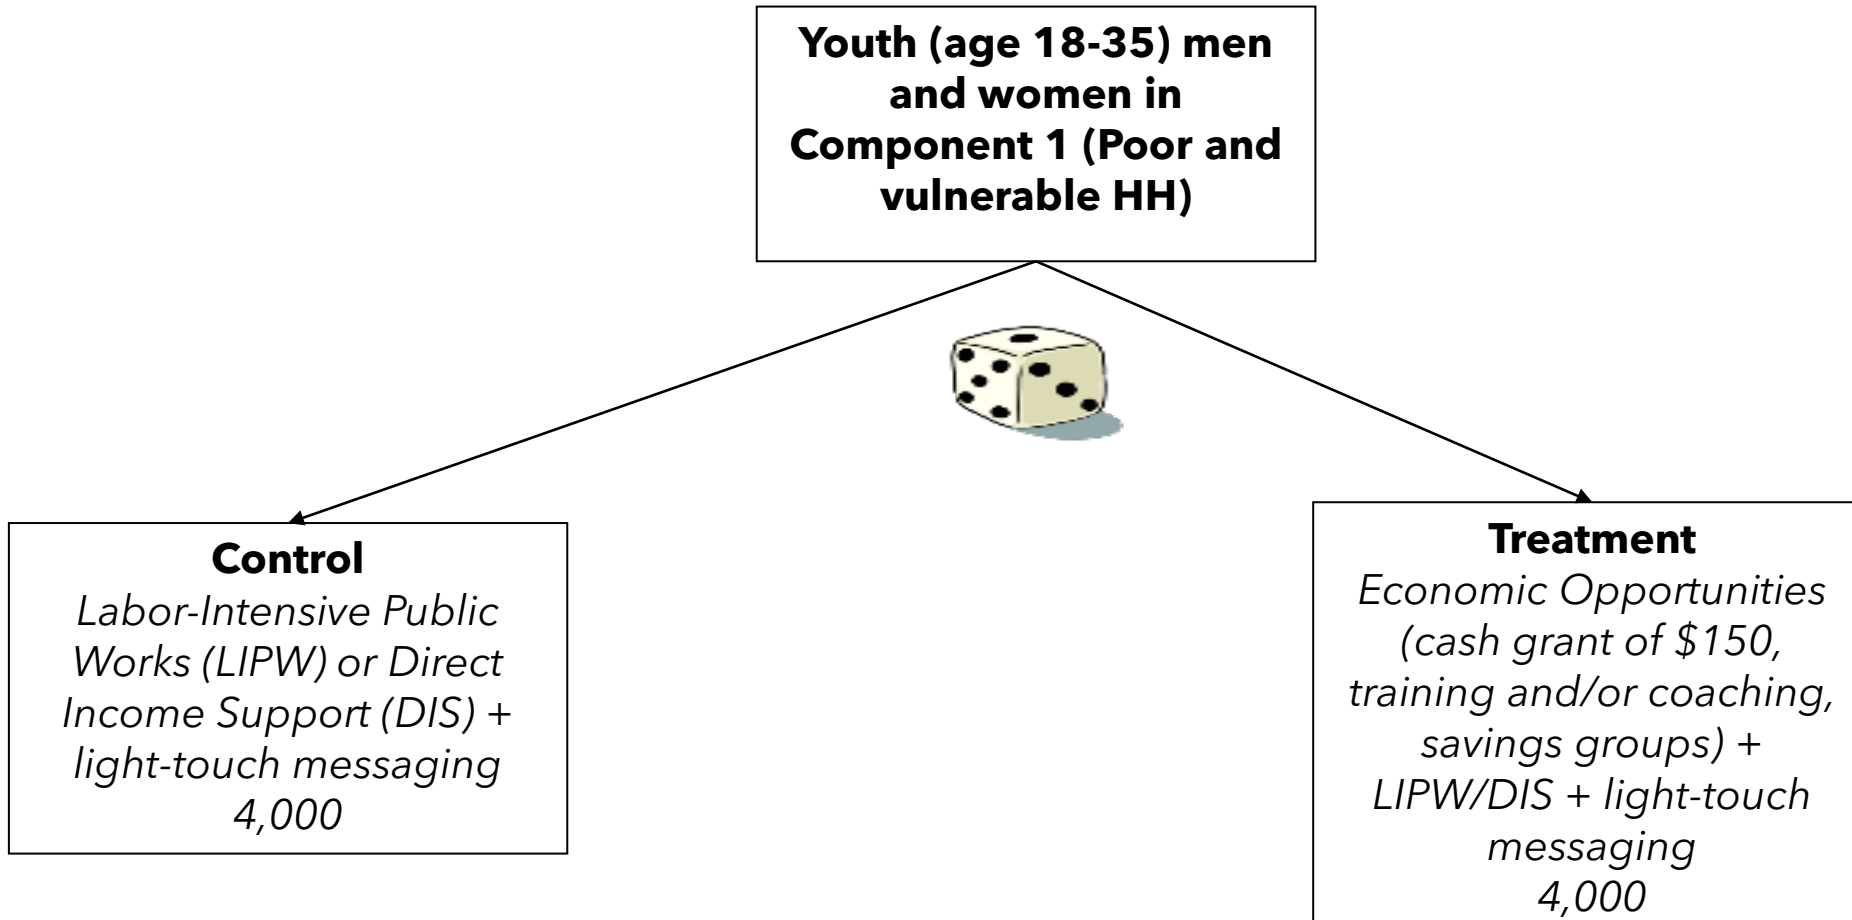 Youth (age 18-35) men
and women in
Component 1 (Poor and
vulnerable HH)
Control
Labor-Intensive Public
Works (LIPW) or Direct
Income Support (DIS) +
light-touch messaging
4,000
Treatment
Economic Opportunities
(cash grant of $150,
training and/or coaching,
savings groups) +
LIPW/DIS + light-touch
messaging
4,000